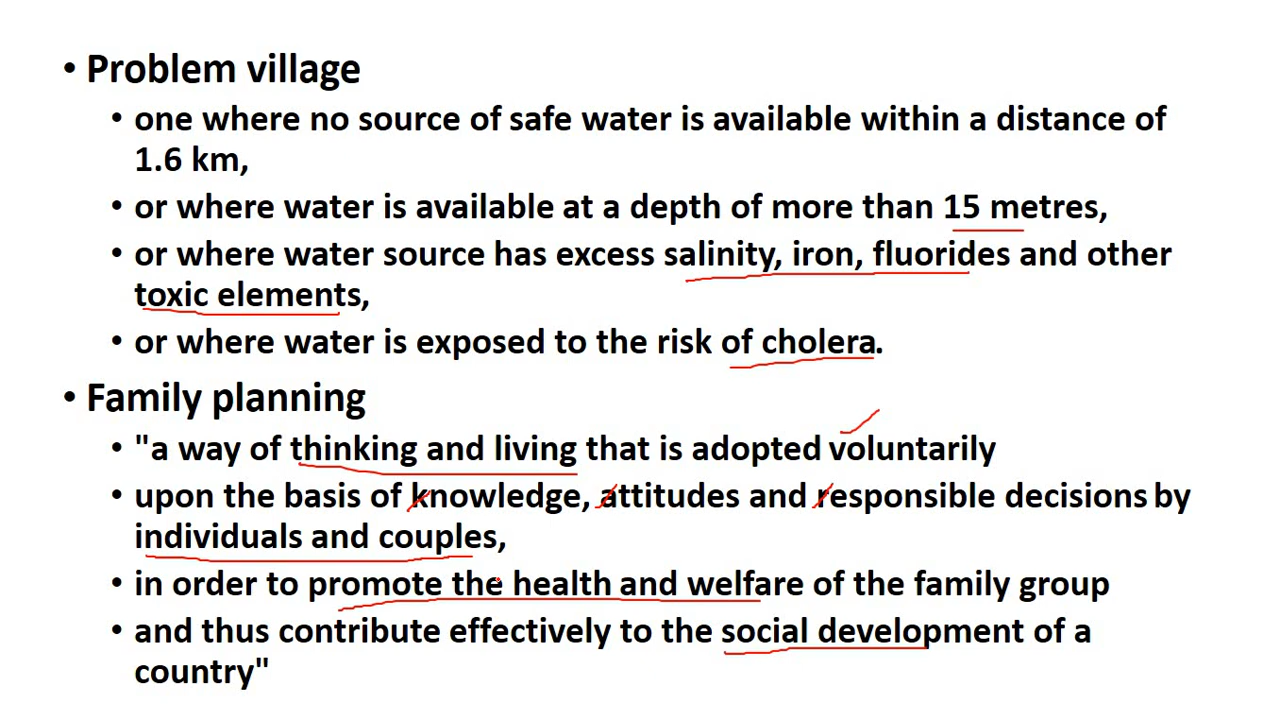 • Problem village
• one where no source of safe water is available within a distance of
1.6 km,
• or where water is available at a depth of more than 15 metres,
• or where water source has excess salinity, iron, fluorides and other
toxic elements,
• or where water is exposed to the risk of cholera.
• Family planning
• "a way of thinking and living that is adopted voluntarily
• upon the basis of knowledge, attitudes and responsible decisions by
individuals and couples,
• in order to promote the health and welfare of the family group
• and thus contribute effectively to the social development of a
country"